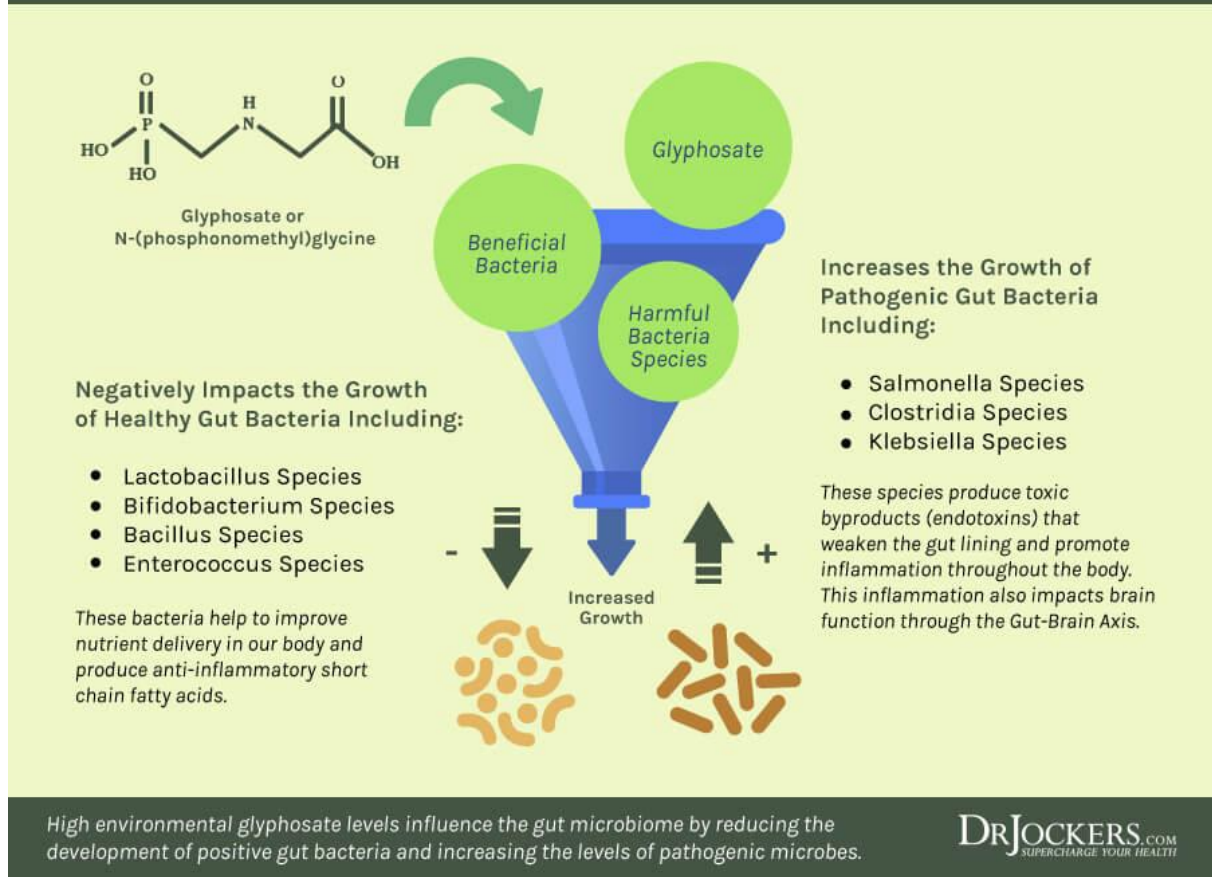 O
P
HO
HO
H
N
O
OH
Glyphosate or
N-(phosphonomethyl)glycine
Glyphosate
Beneficial
Bacteria
Harmful
Bacteria
Species
Negatively Impacts the Growth
of Healthy Gut Bacteria Including:
• Lactobacillus Species
• Bifidobacterium Species
• Bacillus Species
• Enterococcus Species
These bacteria help to improve
nutrient delivery in our body and
produce anti-inflammatory short
chain fatty acids.
-
Increased
Growth
+
Increases the Growth of
Pathogenic Gut Bacteria
Including:
• Salmonella Species
• Clostridia Species
• Klebsiella Species
These species produce toxic
byproducts (endotoxins) that
weaken the gut lining and promote
inflammation throughout the body.
This inflammation also impacts brain
function through the Gut-Brain Axis.
High environmental glyphosate levels influence the gut microbiome by reducing the
development of positive gut bacteria and increasing the levels of pathogenic microbes.
DRJOCKERS.COM
SUPERCHARGE YOUR HEALTH